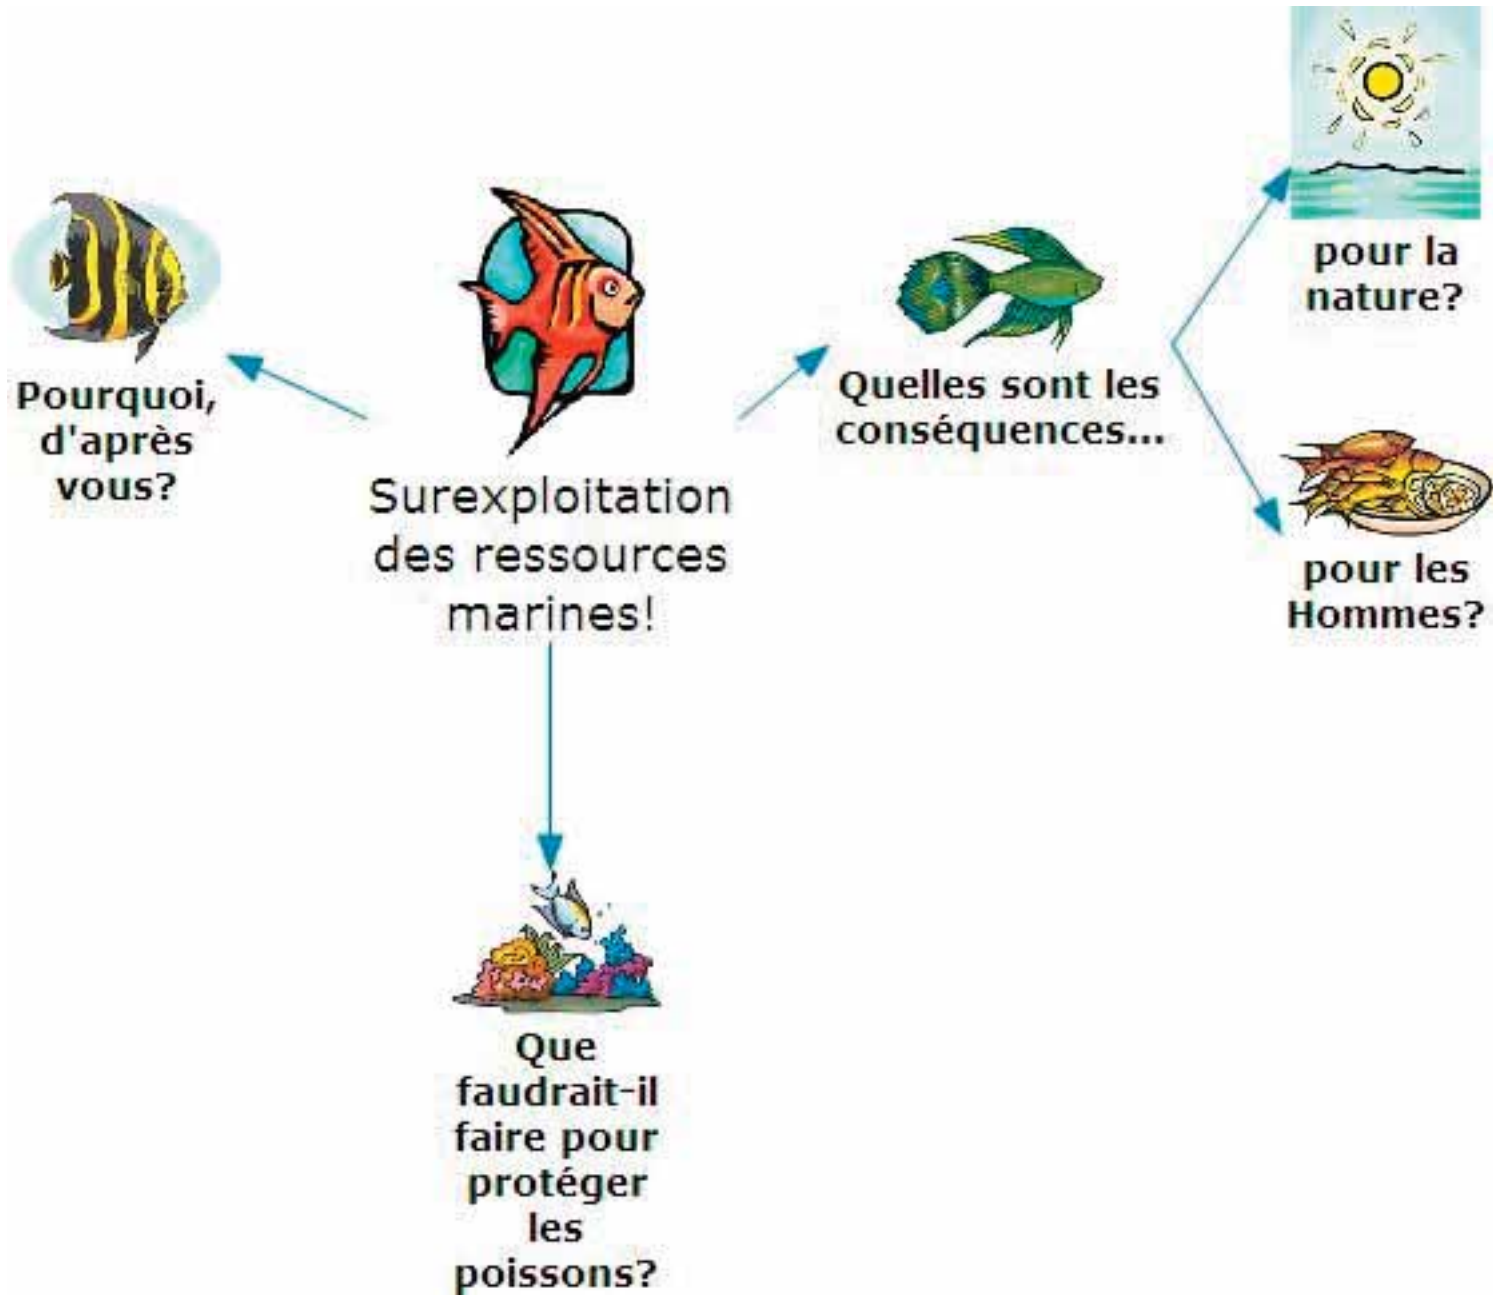 Pourquoi,
d'après
vous?
Surexploitation
des ressources
marines!
Quelles sont les
conséquences...
pour la
nature?
pour les
Hommes?
Que
faudrait-il
faire pour
protéger
les
poissons?